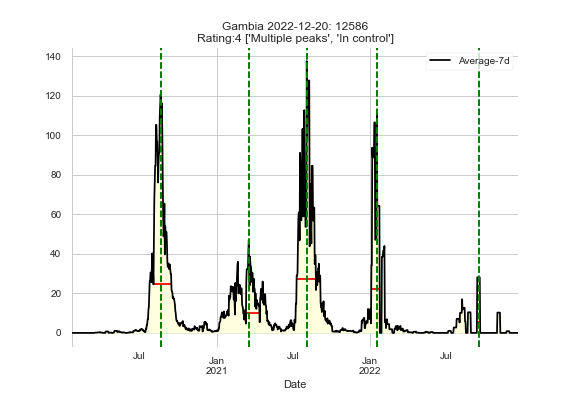 Gambia 2022-12-20: 12586
Rating:4 ['Multiple peaks', 'In control']
Average-7d
140
120
100
80
60
40
20
0
Jul
Jan
2021
Jul
Jan
2022
Jul
Date